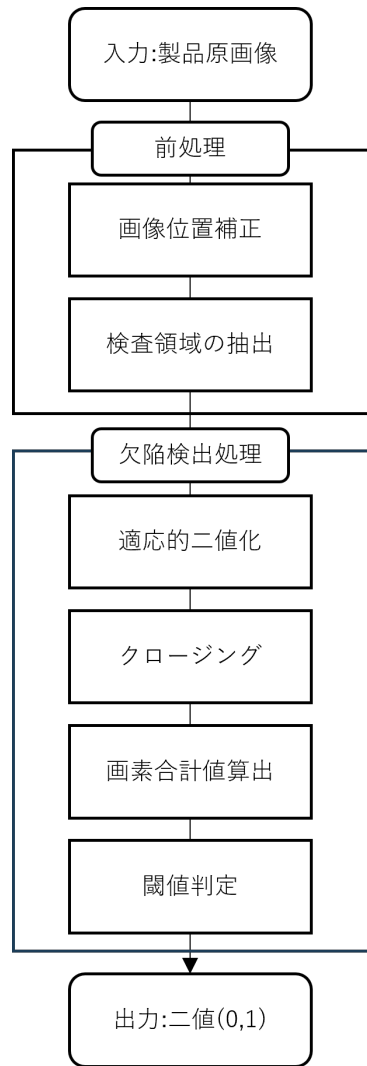 入力:製品原画像
前処理
画像位置補正
検査領域の抽出
欠陥検出処理
適応的二値化
クロージング
画素合計値算出
閾値判定
出力:二値(0,1)